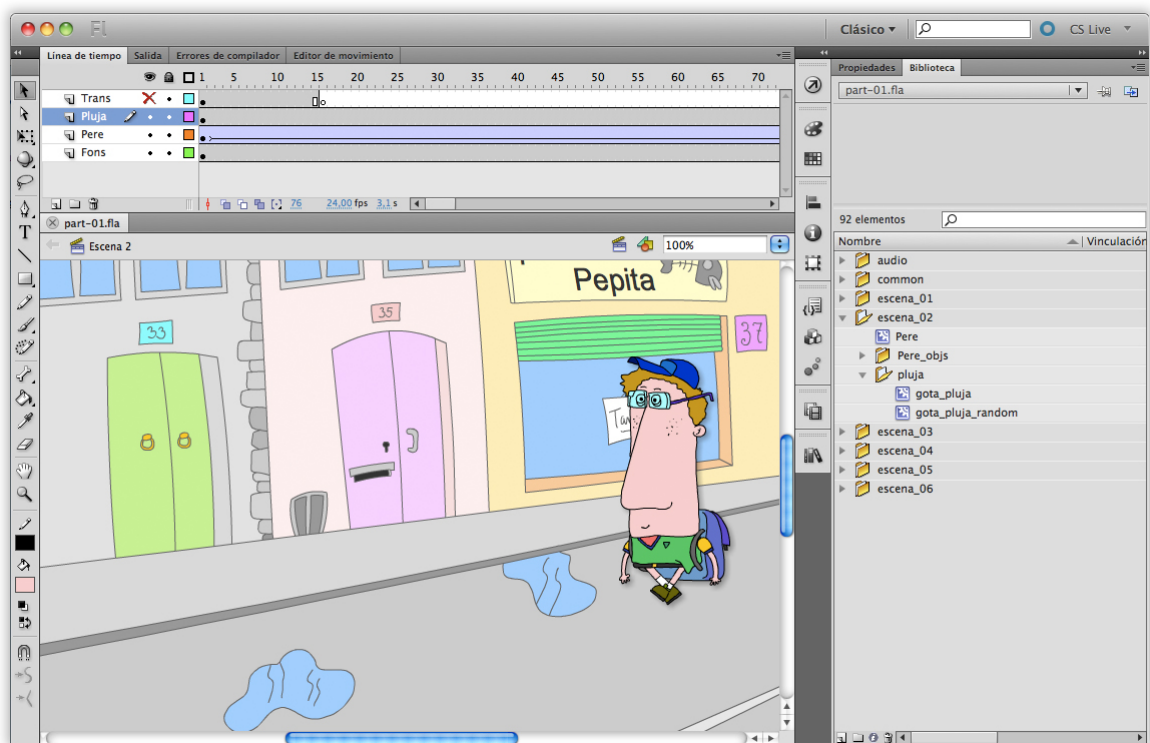 Fl
Clásico
CS Live
Línea de tiempo Salida Errores de compilador Editor de movimiento
1 5 10 15 20 25 30 35 40 45 50 55 60 65 70
Trans
Pluja
Pere
Fons
76 24,00 fps 3,1 s
part-01.fla
Escena 2
100%
Pepita
33
35
37
T
Propiedades Biblioteca
part-01.fla
92 elementos
Nombre Vinculación
audio
common
escena_01
escena_02
Pere
Pere_objs
pluja
gota_pluja
gota_pluja_random
escena_03
escena_04
escena_05
escena_06